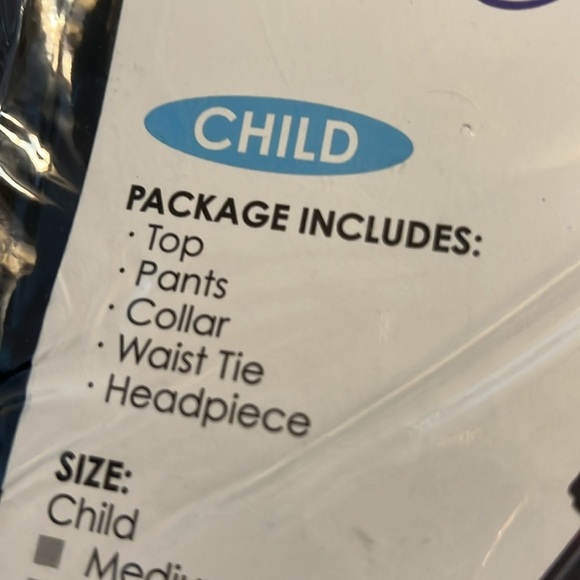 CHILD
PACKAGE INCLUDES:
· Top
· Pants
· Collar
· Waist Tie
· Headpiece
SIZE:
Child